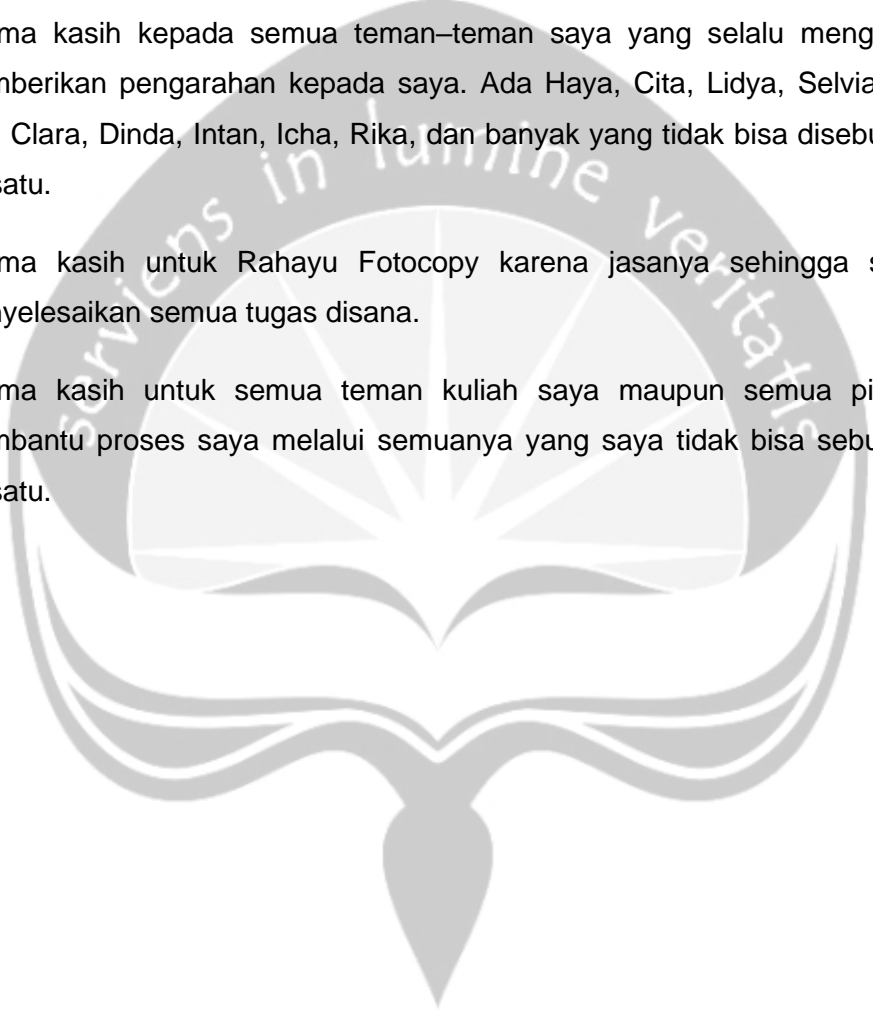 ma kasih kepada semua teman–teman saya yang selalu meng
mberikan pengarahan kepada saya. Ada Haya, Cita, Lidya, Selvia
Clara, Dinda, Intan, Icha, Rika, dan banyak yang tidak bisa disebu
satu.
ma kasih untuk Rahayu Fotocopy karena jasanya sehingga s
nyelesaikan semua tugas disana.
ma kasih untuk semua teman kuliah saya maupun semua pi
mbantu proses saya melalui semuanya yang saya tidak bisa sebu
satu.
serviens in lumine veritatis